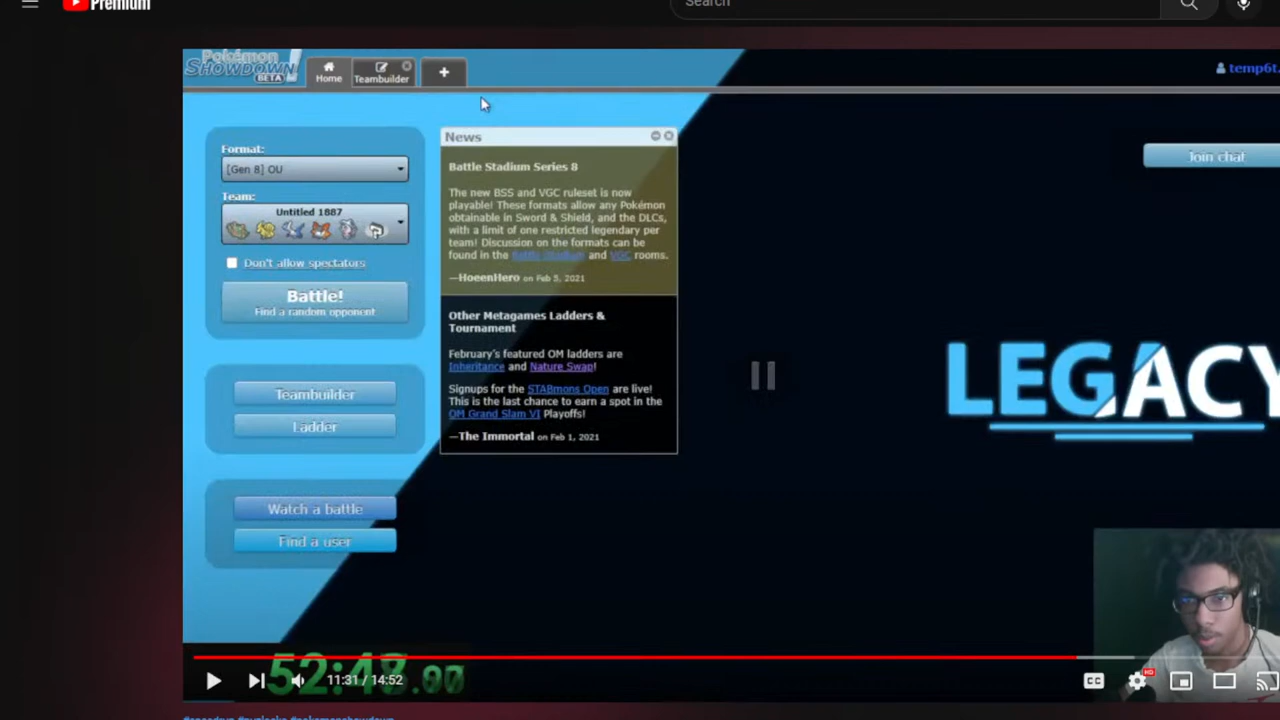 Premium
Search
Pokémon
SHOWDOWN!
BETA
Home
Teambuilder
+
temp6t
Format:
[Gen 8] OU
Team:
Untitled 1887
Don't allow spectators
Battle!
Find a random opponent
Teambuilder
Ladder
Watch a battle
Find a user
News
Battle Stadium Series 8
The new BSS and VGC ruleset is now
playable! These formats allow any Pokémon
obtainable in Sword & Shield, and the DLCs,
with a limit of one restricted legendary per
team! Discussion on the formats can be
found in the Battle Stadium and VGC rooms.
—HoeenHero on Feb 5, 2021
Other Metagames Ladders &
Tournament
February's featured OM ladders are
Inheritance and Nature Swap!
Signups for the STABmons Open are live!
This is the last chance to earn a spot in the
OM Grand Slam VI Playoffs!
—The Immortal on Feb 1, 2021
Join chat
LEGACY
11:31 / 14:52
CC
HD